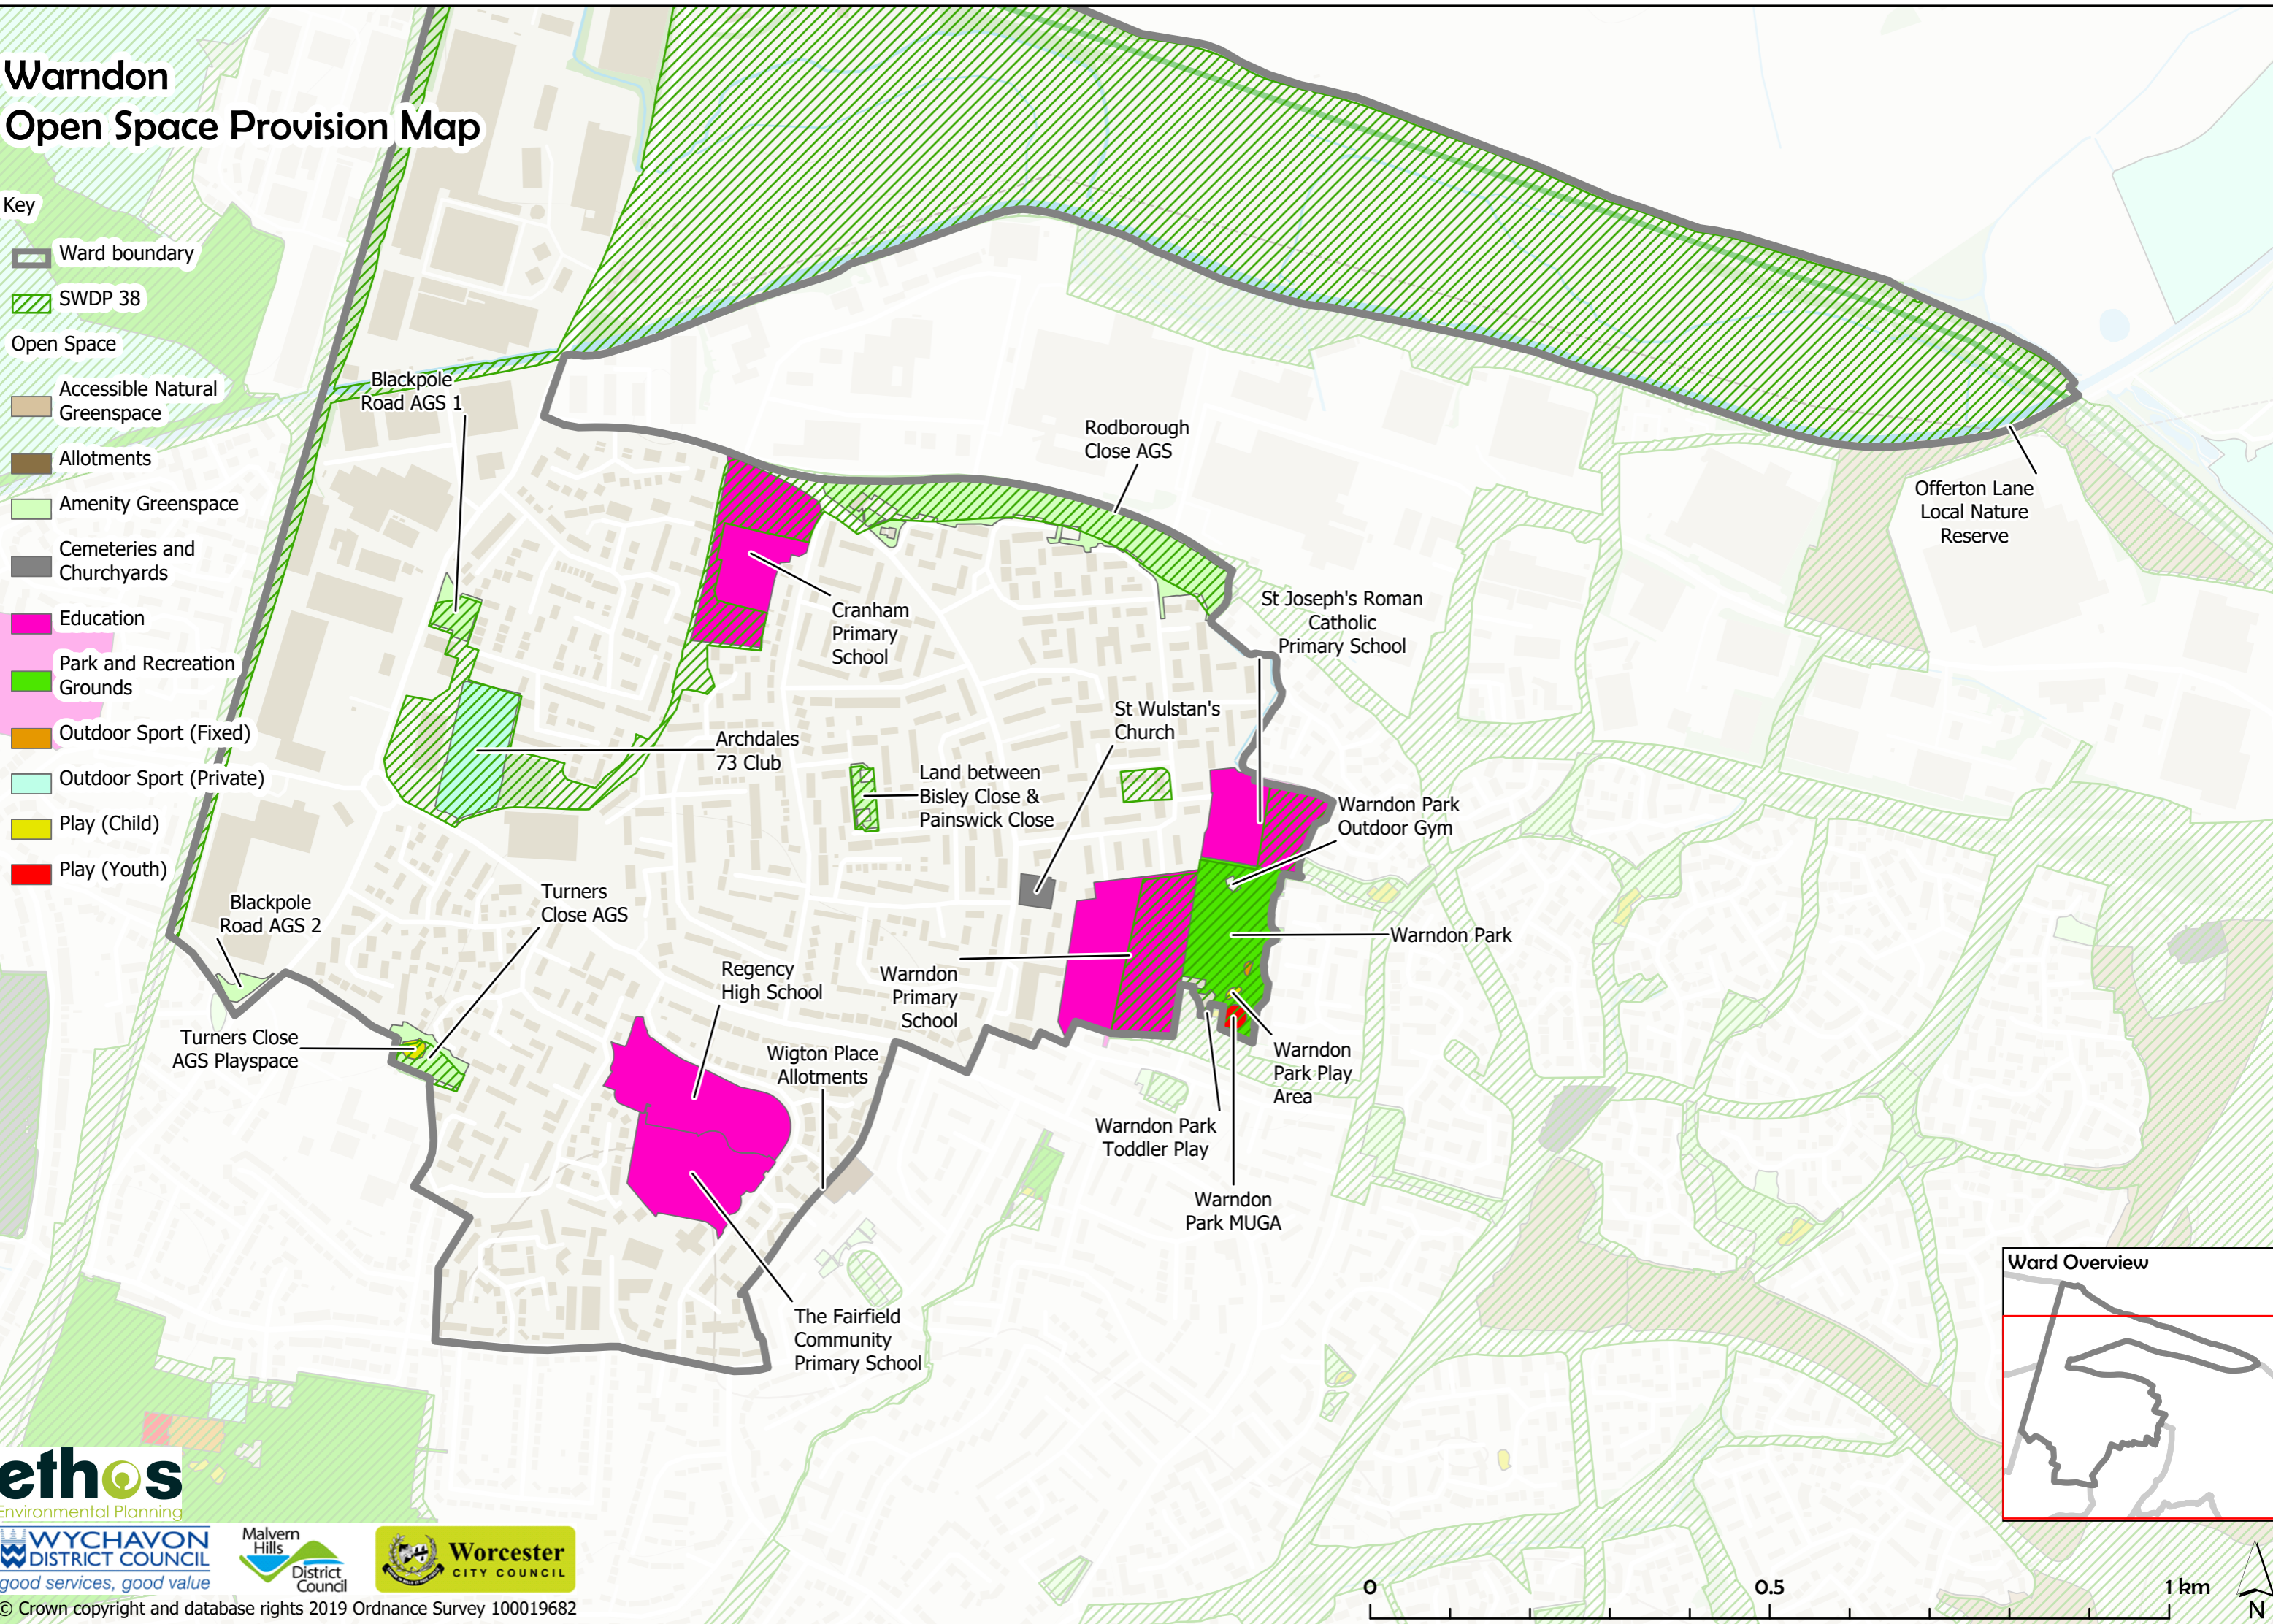 Warndon
Open Space Provision Map
Key
Ward boundary
SWDP 38
Open Space
Accessible Natural
Greenspace
Allotments
Amenity Greenspace
Cemeteries and
Churchyards
Education
Park and Recreation
Grounds
Outdoor Sport (Fixed)
Outdoor Sport (Private)
Play (Child)
Play (Youth)
Blackpole
Road AGS 1
Rodborough
Close AGS
Offerton Lane
Local Nature
Reserve
Cranham
Primary
School
St Joseph's Roman
Catholic
Primary School
St Wulstan's
Church
Archdales
73 Club
Land between
Bisley Close &
Painswick Close
Warndon Park
Outdoor Gym
Blackpole
Road AGS 2
Turners
Close AGS
Warndon Park
Regency
High School
Warndon
Primary
School
Turners Close
AGS Playspace
Wigton Place
Allotments
Warndon
Park Play
Area
Warndon Park
Toddler Play
Warndon
Park MUGA
The Fairfield
Community
Primary School
Ward Overview
ethos
Environmental Planning
WYCHAVON
DISTRICT COUNCIL
good services, good value
Malvern
Hills
District
Council
Worcester
CITY COUNCIL
© Crown copyright and database rights 2019 Ordnance Survey 100019682
0 0.5 1 km
N